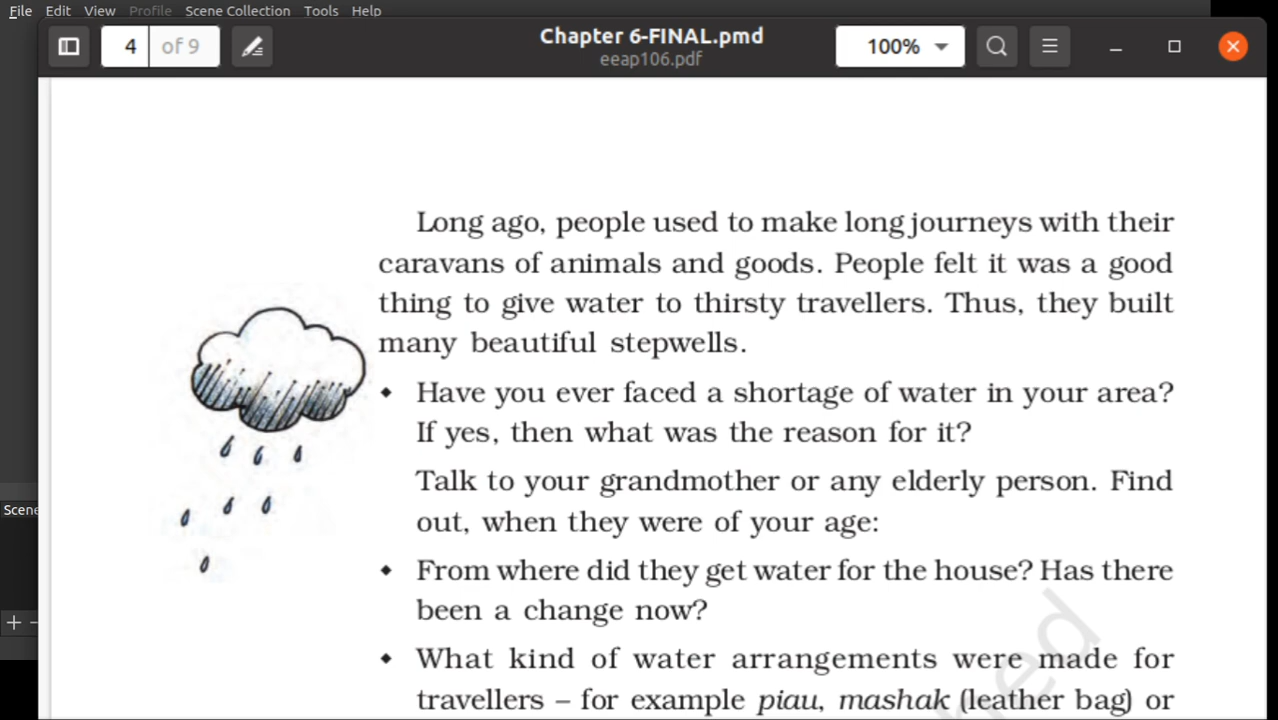 File Edit View Profile Scene Collection Tools Help
4 of 9
Chapter 6-FINAL.pmd
eeap106.pdf
100%
Long ago, people used to make long journeys with their
caravans of animals and goods. People felt it was a good
thing to give water to thirsty travellers. Thus, they built
many beautiful stepwells.
Have you ever faced a shortage of water in your area?
If yes, then what was the reason for it?
Talk to your grandmother or any elderly person. Find
out, when they were of your age:
From where did they get water for the house? Has there
been a change now?
What kind of water arrangements were made for
travellers – for example piau, mashak (leather bag) or
Scene